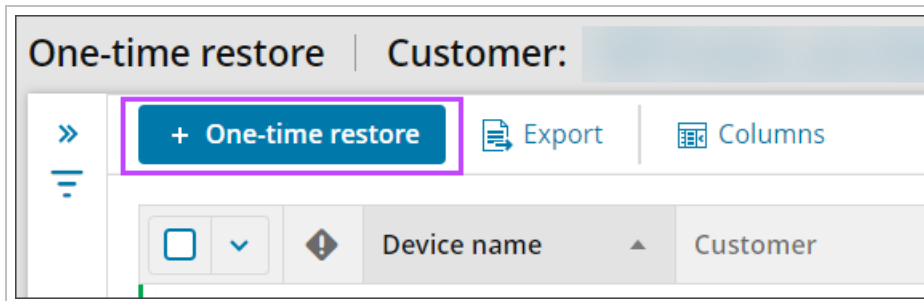 One-time restore Customer:
+ One-time restore Export Columns
Device name Customer